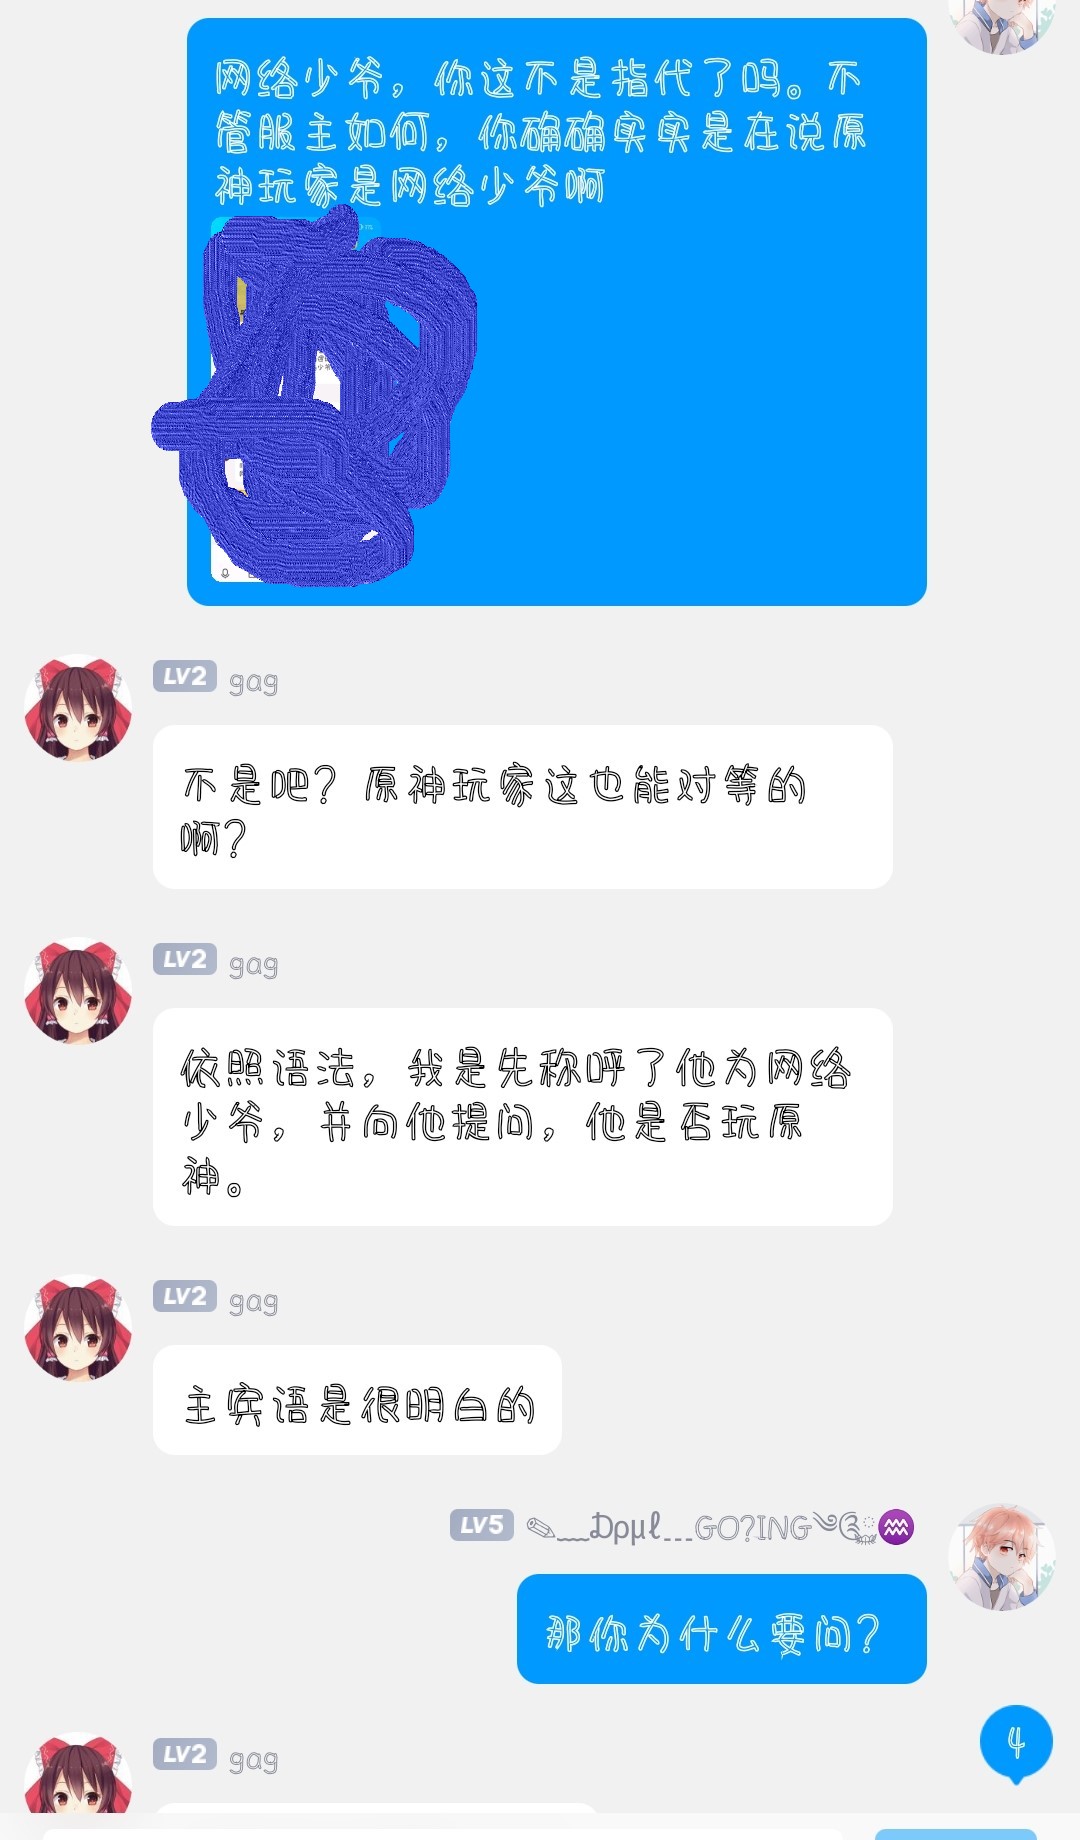 网络少爷，你这不是指代了吗。不
管服主如何，你确确实实是在说原
神玩家是网络少爷啊
LV2 gag
不是吧？原神玩家这也能对等的
啊？
LV2 gag
依照语法，我是先称呼了他为网络
少爷，并向他提问，他是否玩原
神。
LV2 gag
主宾语是很明白的
LV5 ✎﹏Dρμℓ﹍GO?ING༄༊♒
那你为什么要问？
4
LV2 gag